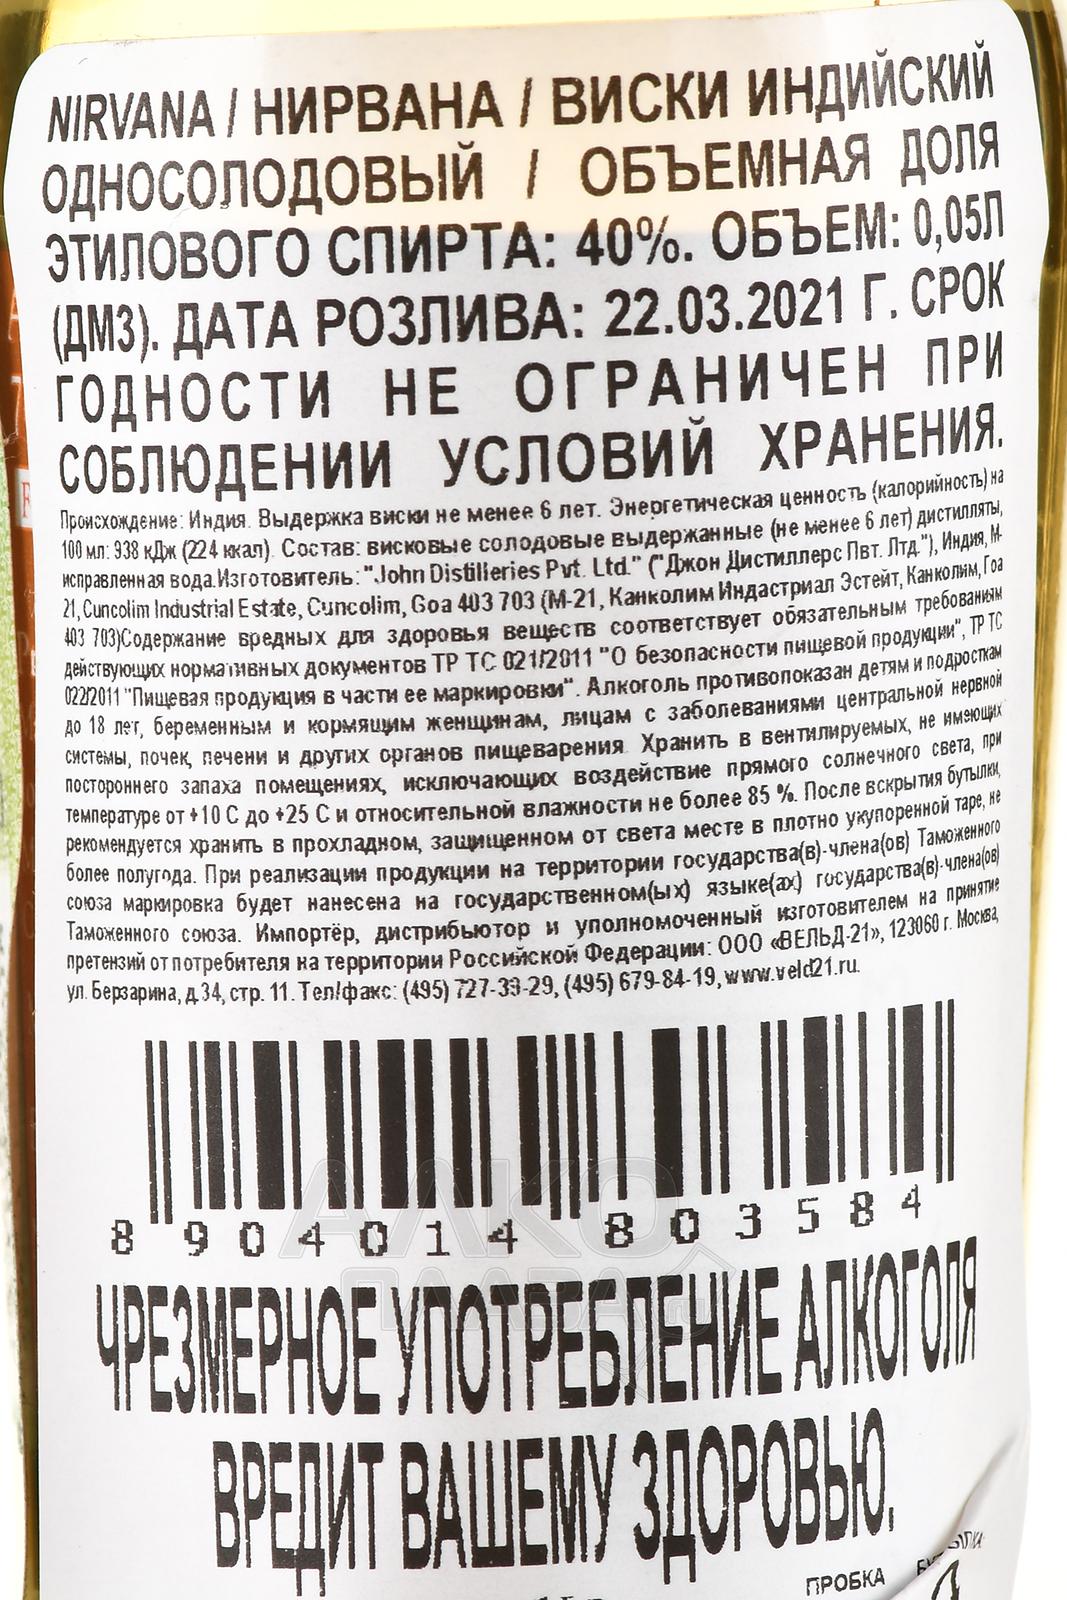 NIRVANA / НИРВАНА / ВИСКИ ИНДИЙСКИЙ
ОДНОСОЛОДОВЫЙ / ОБЪЕМНАЯ ДОЛЯ
ЭТИЛОВОГО СПИРТА: 40%. ОБЪЕМ: 0,05Л
(ДМЗ). ДАТА РОЗЛИВА: 22.03.2021 Г. СРОК
ГОДНОСТИ НЕ ОГРАНИЧЕН ПРИ
СОБЛЮДЕНИИ УСЛОВИЙ ХРАНЕНИЯ.
Происхождение: Индия. Выдержка виски не менее 6 лет. Энергетическая ценность (калорийность) на
100 мл: 938 кДж (224 ккал). Состав: висковые солодовые выдержанные (не менее 6 лет) дистилляты,
исправленная вода.Изготовитель: "John Distilleries Pvt. Ltd." ("Джон Дистиллерс Пвт. Лтд."), Индия, М-
21, Cuncolim Industrial Estate, Cuncolim, Goa 403 703 (М-21, Канколим Индастриал Эстейт, Канколим, Гоа
403 703)Содержание вредных для здоровья веществ соответствует обязательным требованиям
действующих нормативных документов ТР ТС 021/2011 "О безопасности пищевой продукции", ТР ТС
022/2011 "Пищевая продукция в части ее маркировки". Алкоголь противопоказан детям и подросткам
до 18 лет, беременным и кормящим женщинам, лицам с заболеваниями центральной нервной
системы, почек, печени и других органов пищеварения. Хранить в вентилируемых, не имеющих
постороннего запаха помещениях, исключающих воздействие прямого солнечного света, при
температуре от +10 С до +25 С и относительной влажности не более 85 %. После вскрытия бутылки,
рекомендуется хранить в прохладном, защищенном от света месте в плотно укупоренной таре, не
более полугода. При реализации продукции на территории государства(в)-члена(ов) Таможенного
союза маркировка будет нанесена на государственном(ых) языке(ах) государства(в)-члена(ов)
Таможенного союза. Импортёр, дистрибьютор и уполномоченный изготовителем на принятие
претензий от потребителя на территории Российской Федерации: ООО «ВЕЛЬД-21», 123060 г. Москва,
ул. Берзарина, д.34, стр. 11. Тел/факс: (495) 727-39-29, (495) 679-84-19, www.veld21.ru.
8 904014 803584
АЛКО
ПЛАЗА.ru
ЧРЕЗМЕРНОЕ УПОТРЕБЛЕНИЕ АЛКОГОЛЯ
ВРЕДИТ ВАШЕМУ ЗДОРОВЬЮ.
ПРОБКА